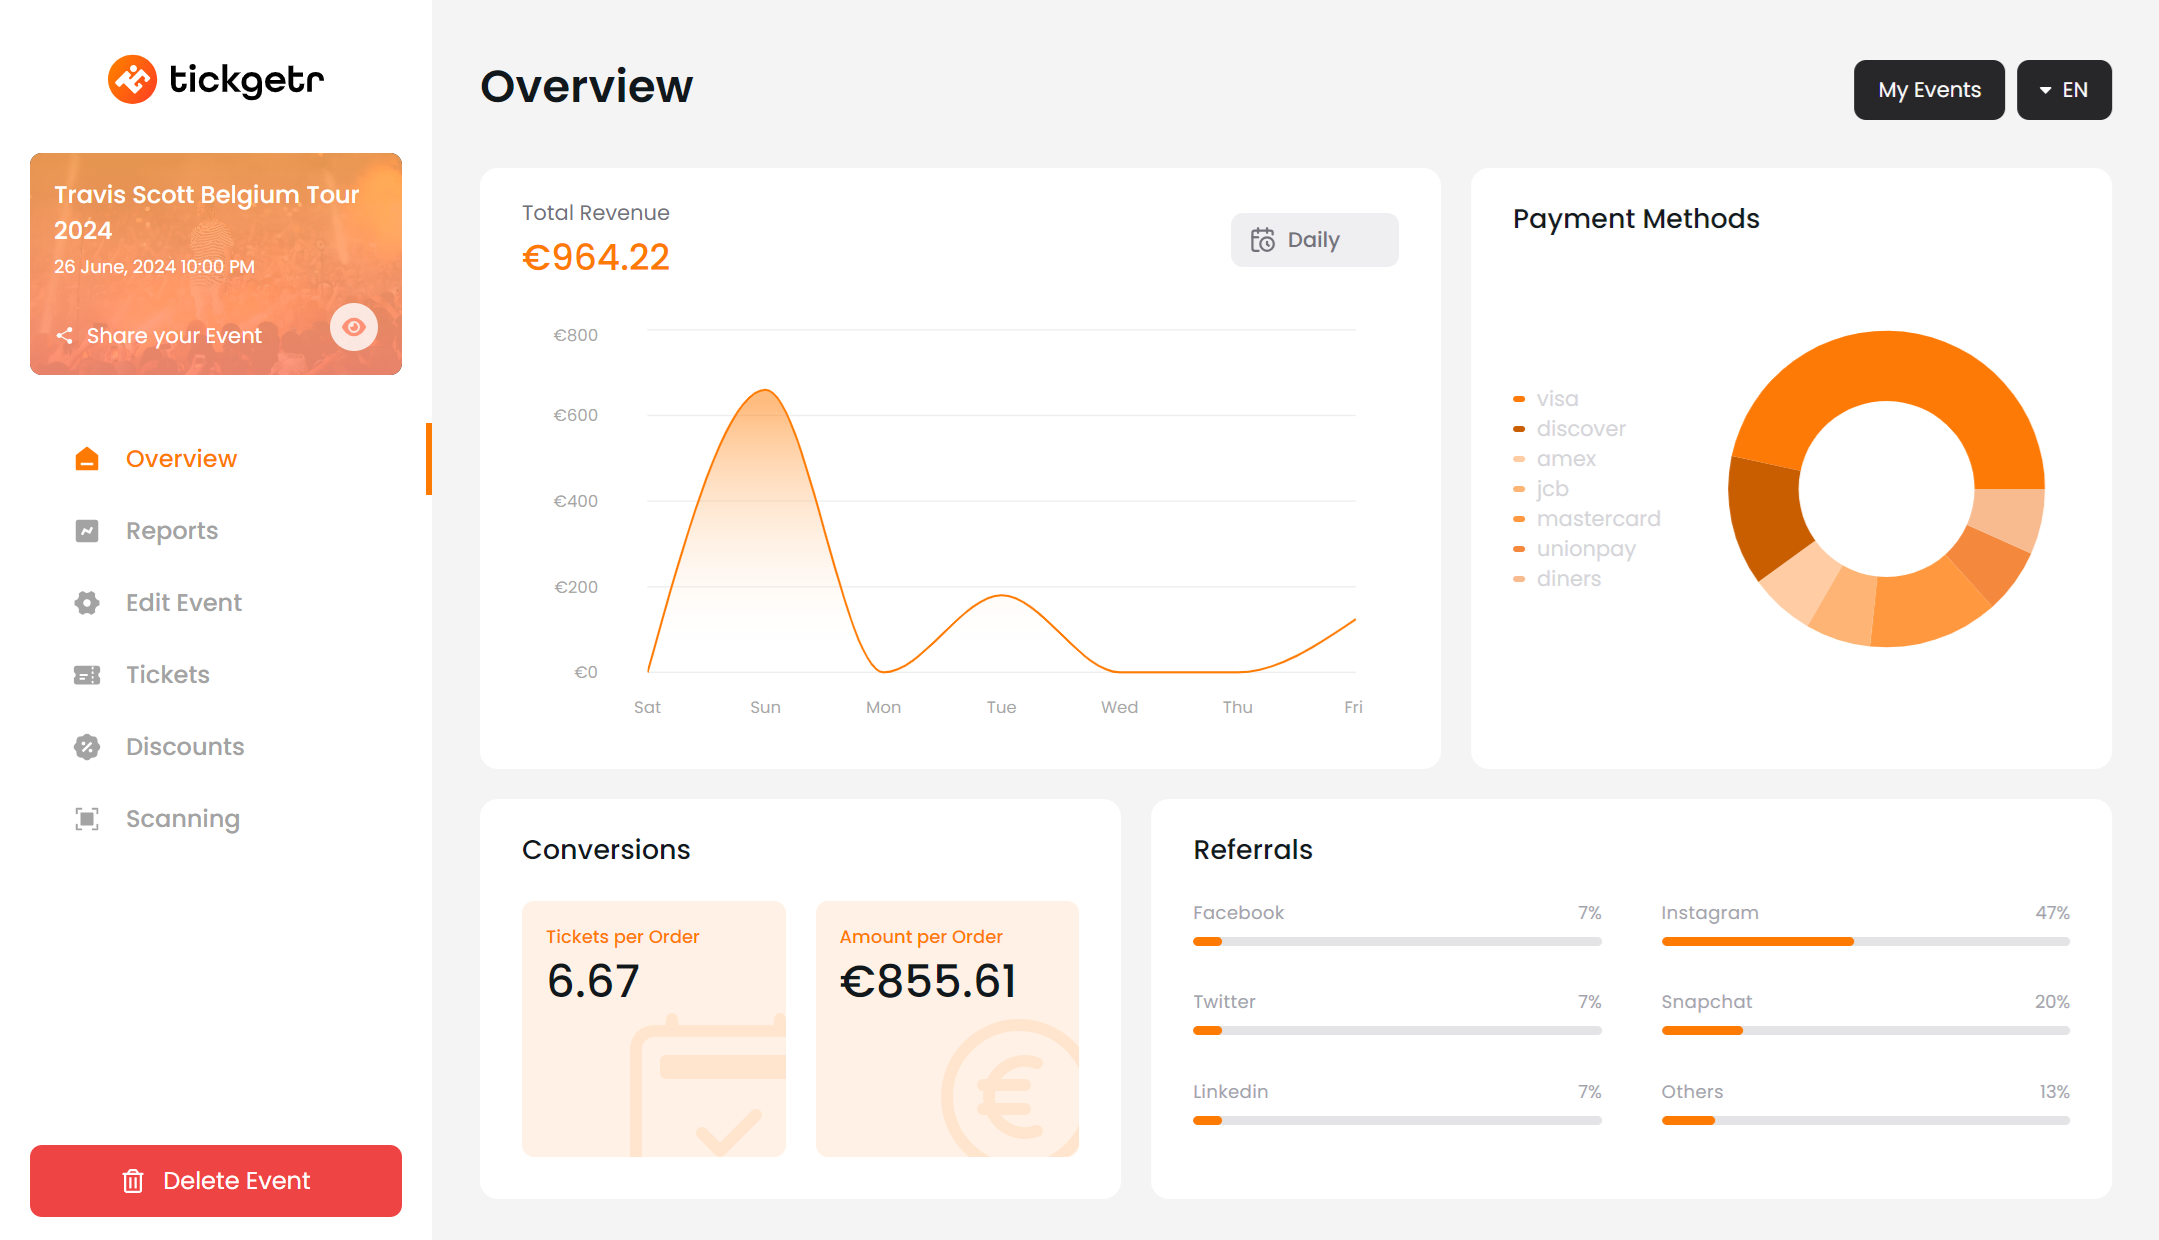 tickgetr
Travis Scott Belgium Tour
2024
26 June, 2024 10:00 PM
Share your Event
Overview
Reports
Edit Event
Tickets
Discounts
Scanning
Delete Event
Overview
My Events
EN
Total Revenue
€964.22
Daily
€800
€600
€400
€200
€0
Sat Sun Mon Tue Wed Thu Fri
Payment Methods
visa
discover
amex
jcb
mastercard
unionpay
diners
Conversions
Tickets per Order
6.67
Amount per Order
€855.61
€
Referrals
Facebook 7%
Instagram 47%
Twitter 7%
Snapchat 20%
Linkedin 7%
Others 13%